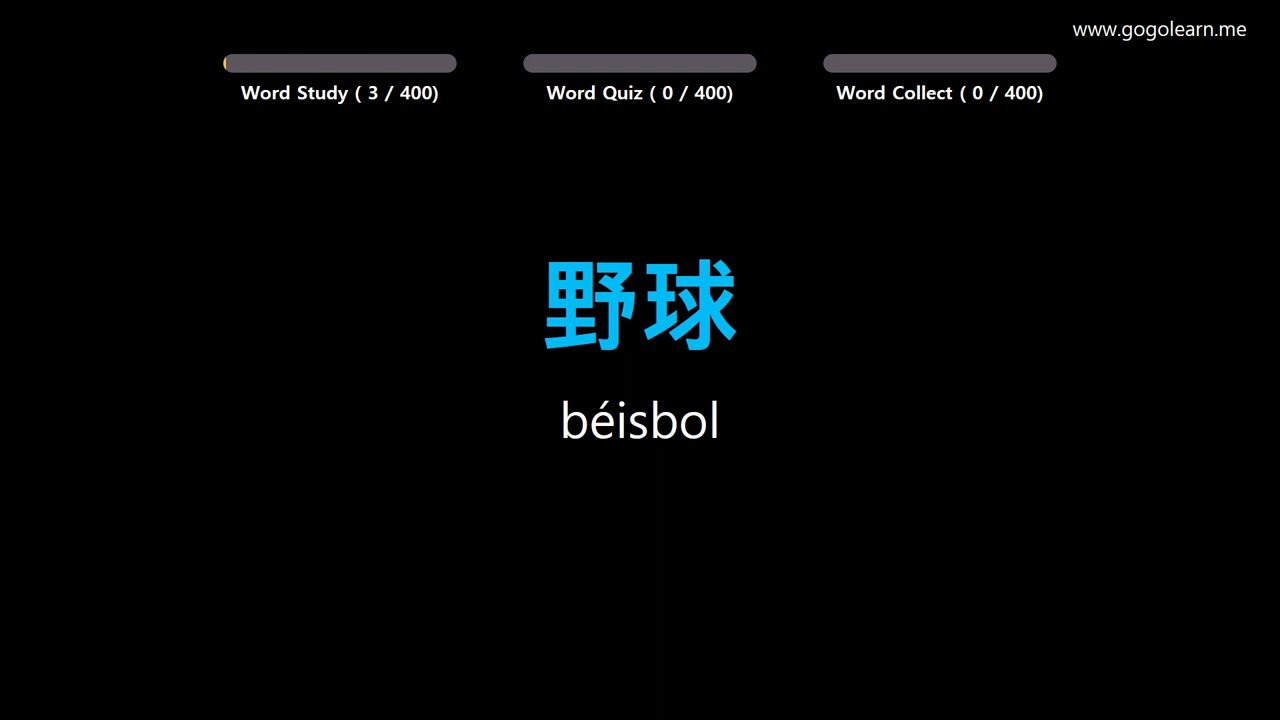 www.gogolearn.me
Word Study ( 3 / 400)
Word Quiz ( 0 / 400)
Word Collect ( 0 / 400)
野球
béisbol